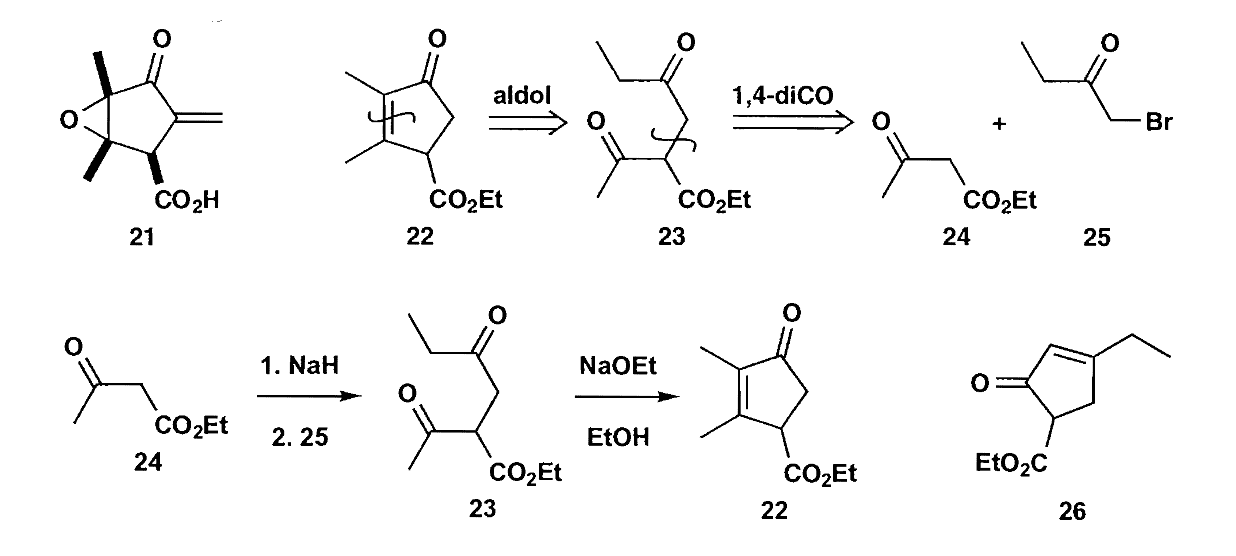 O
O
CO₂H
21
O
CO₂Et
22
aldol
O
O
CO₂Et
23
1,4-diCO
O
CO₂Et
24
+
O
Br
25
O
CO₂Et
24
1. NaH
2. 25
O
O
CO₂Et
23
NaOEt
EtOH
O
CO₂Et
22
O
EtO₂C
26